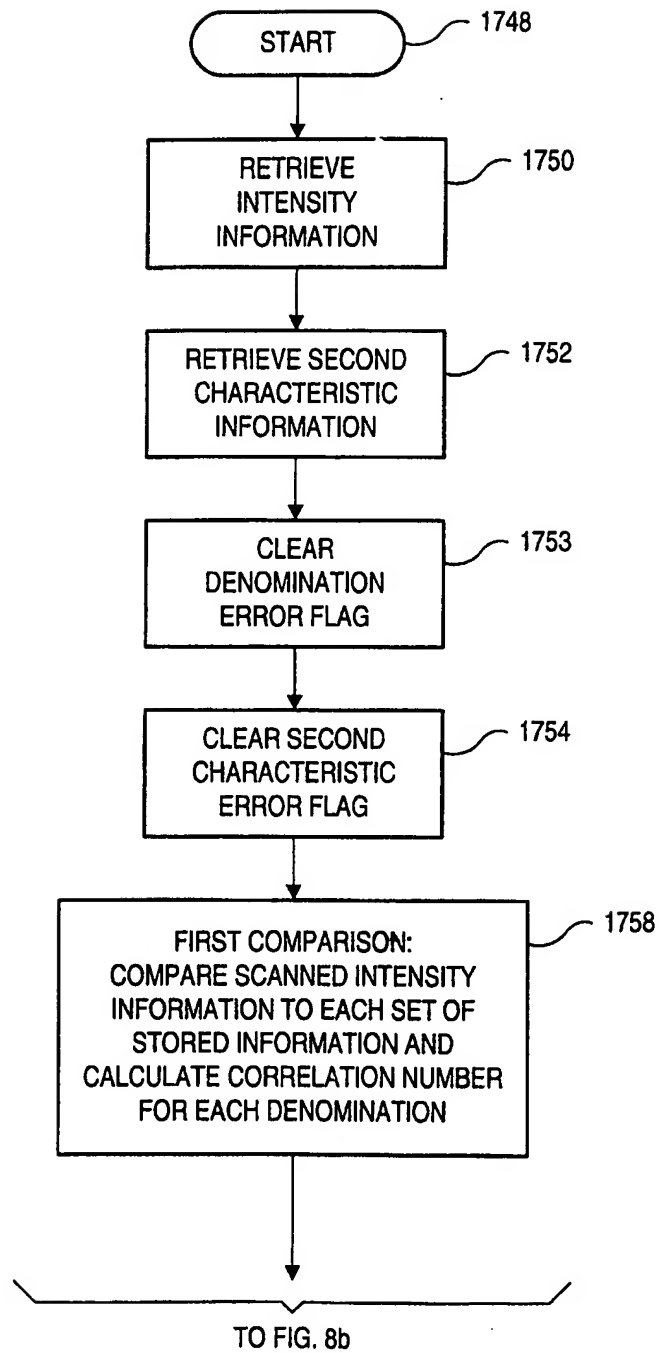 START
1748
RETRIEVE
INTENSITY
INFORMATION
1750
RETRIEVE SECOND
CHARACTERISTIC
INFORMATION
1752
CLEAR
DENOMINATION
ERROR FLAG
1753
CLEAR SECOND
CHARACTERISTIC
ERROR FLAG
1754
FIRST COMPARISON:
COMPARE SCANNED INTENSITY
INFORMATION TO EACH SET OF
STORED INFORMATION AND
CALCULATE CORRELATION NUMBER
FOR EACH DENOMINATION
1758
TO FIG. 8b